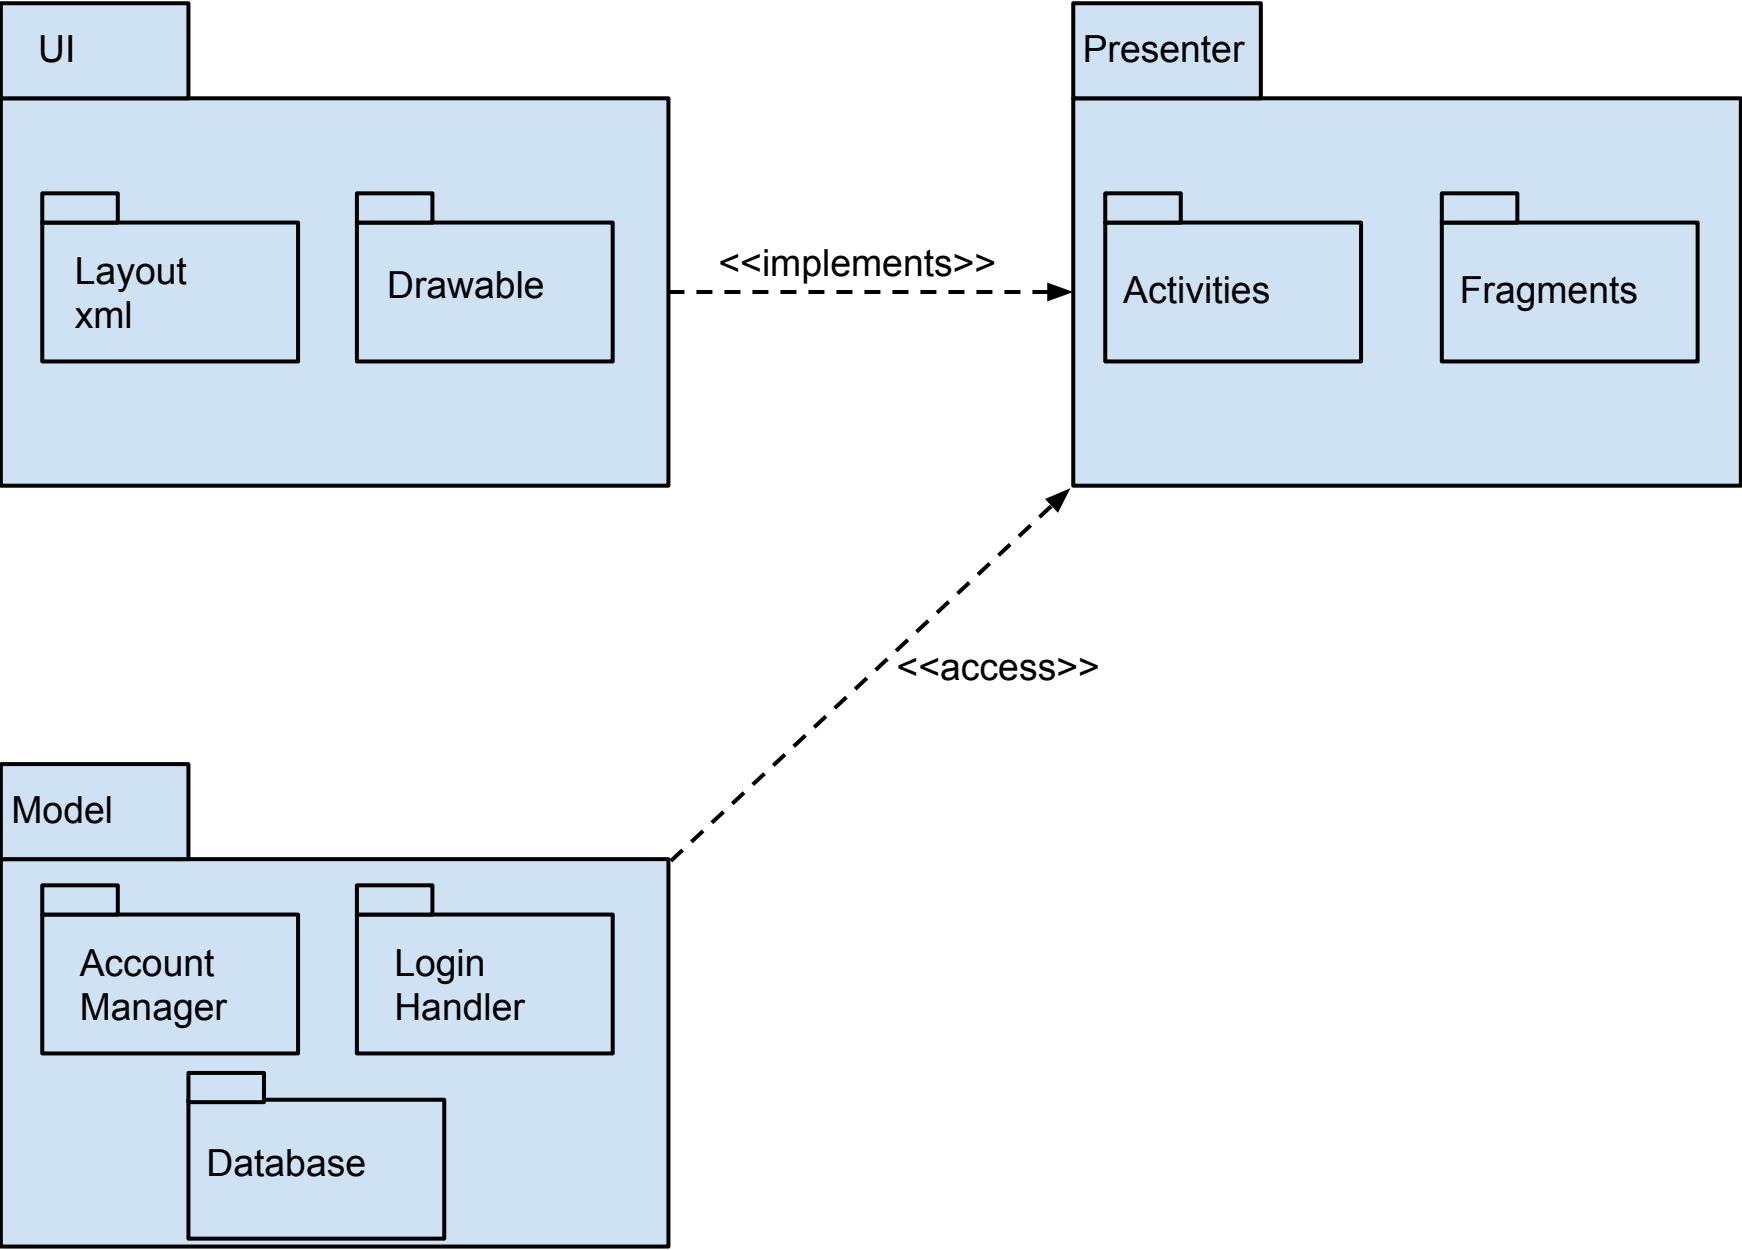 UI
Presenter
Layout
xml
Drawable
<<implements>>
Activities
Fragments
<<access>>
Model
Account
Manager
Login
Handler
Database